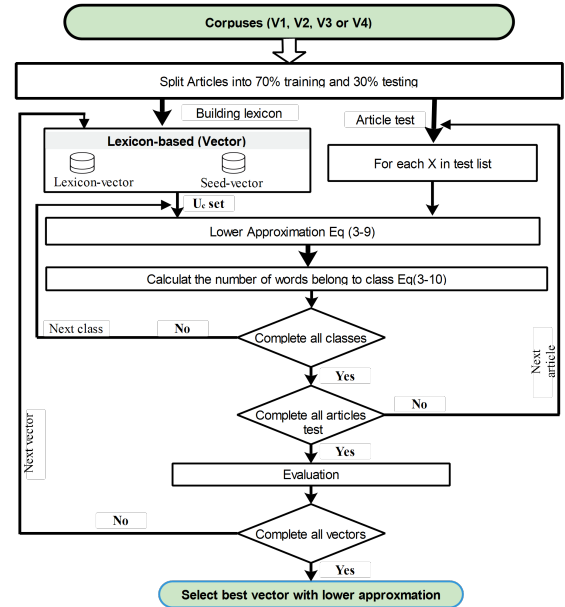 Corpuses (V1, V2, V3 or V4)
Split Articles into 70% training and 30% testing
Building lexicon
Article test
Lexicon-based (Vector)
Lexicon-vector
Seed-vector
For each X in test list
Uc set
Lower Approximation Eq (3-9)
Calculat the number of words belong to class Eq(3-10)
Next class
No
Complete all classes
Next article
Yes
Complete all articles
test
No
Next vector
Yes
Evaluation
No
Complete all vectors
Yes
Select best vector with lower approxmation